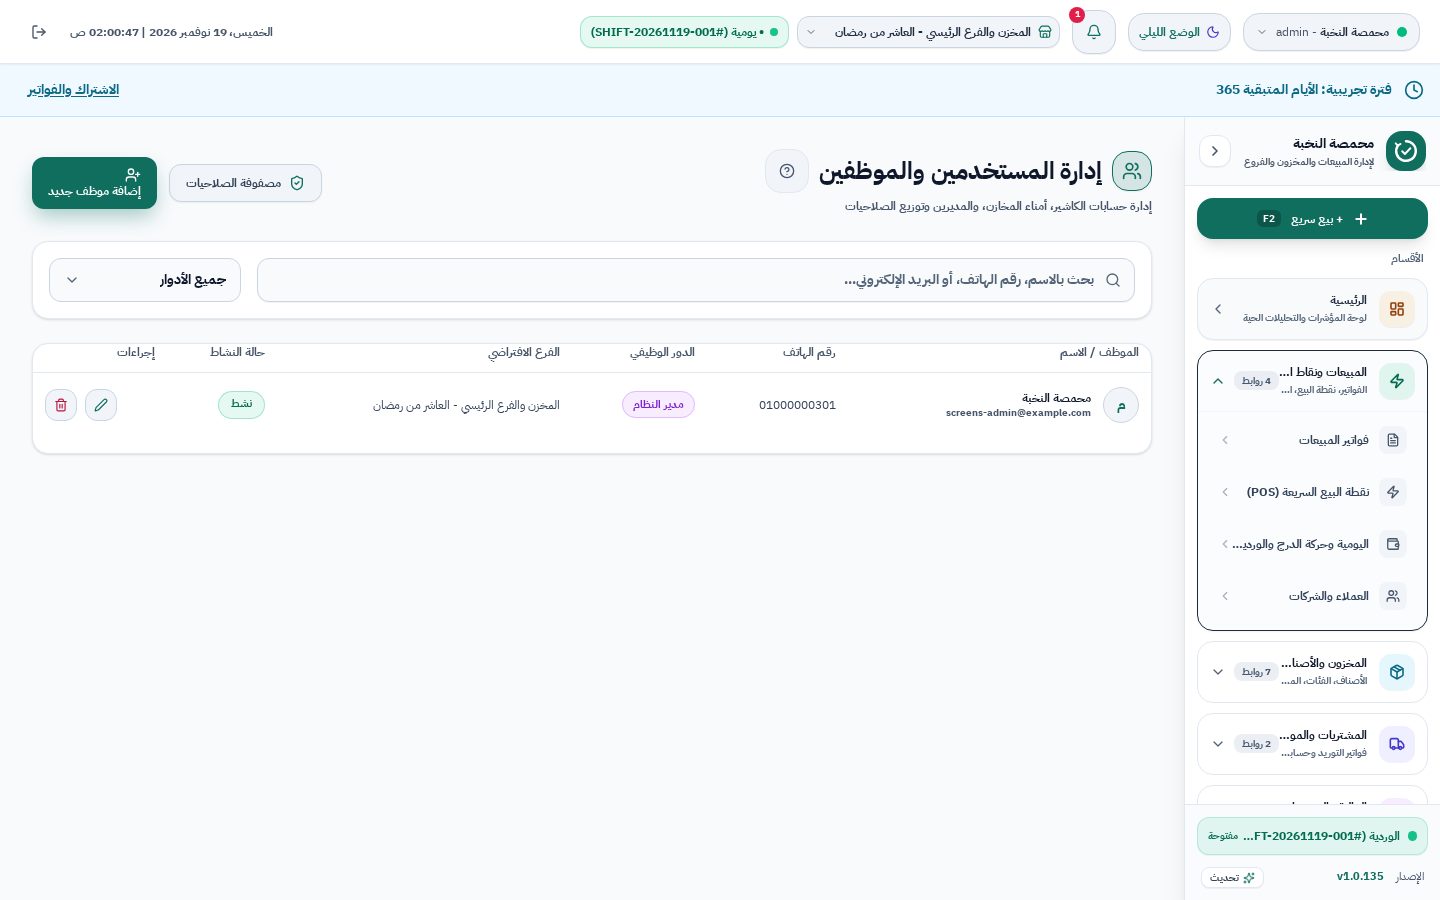 محمصة النخبة - admin
الوضع الليلي
1
المخزن والفرع الرئيسي - العاشر من رمضان
• يومية (#SHIFT-20261119-001)
الخميس، 19 نوفمبر 2026 | 02:00:47 ص
فترة تجريبية: الأيام المتبقية 365
الاشتراك والفواتير
محمصة النخبة
لإدارة المبيعات والمخزون والفروع
+ بيع سريع F2
الأقسام
الرئيسية
لوحة المؤشرات والتحليلات الحية
المبيعات ونقاط ا...
4 روابط
الفواتير، نقطة البيع، ا...
فواتير المبيعات
نقطة البيع السريعة (POS)
اليومية وحركة الدرج والورديـ...
العملاء والشركات
المخزون والأصنا...
7 روابط
الأصناف، الفئات، المـ...
المشتريات والمو...
2 روابط
فواتير التوريد وحسابـ...
الوردية (#FT-20261119-001...
مفتوحة
الإصدار v1.0.135
تحديث
إدارة المستخدمين والموظفين
إدارة حسابات الكاشير، أمناء المخازن، والمديرين وتوزيع الصلاحيات
مصفوفة الصلاحيات
إضافة موظف جديد
بحث بالاسم، رقم الهاتف، أو البريد الإلكتروني...
جميع الأدوار
الموظف / الاسم
رقم الهاتف
الدور الوظيفي
الفرع الافتراضي
حالة النشاط
إجراءات
م
محمصة النخبة
screens-admin@example.com
01000000301
مدير النظام
المخزن والفرع الرئيسي - العاشر من رمضان
نشط